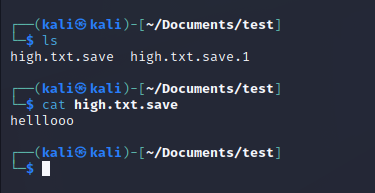 ┌──(kali㉿kali)-[~/Documents/test]
└─$ ls
high.txt.save  high.txt.save.1

┌──(kali㉿kali)-[~/Documents/test]
└─$ cat high.txt.save
helllooo

┌──(kali㉿kali)-[~/Documents/test]
└─$